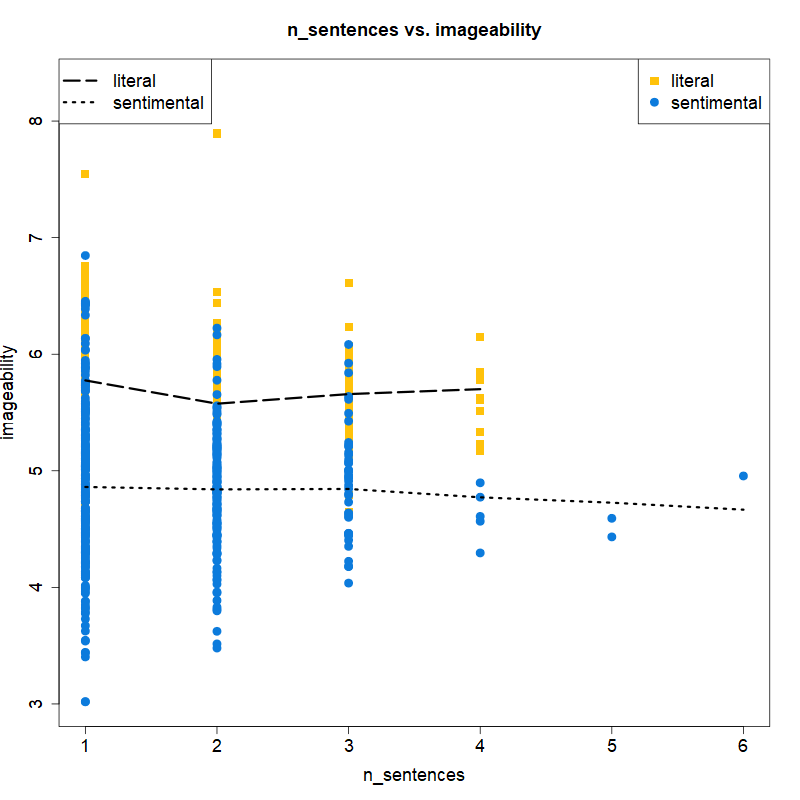 n_sentences vs. imageability
literal
sentimental
literal
sentimental
imageability
8
7
6
5
4
3
1 2 3 4 5 6
n_sentences